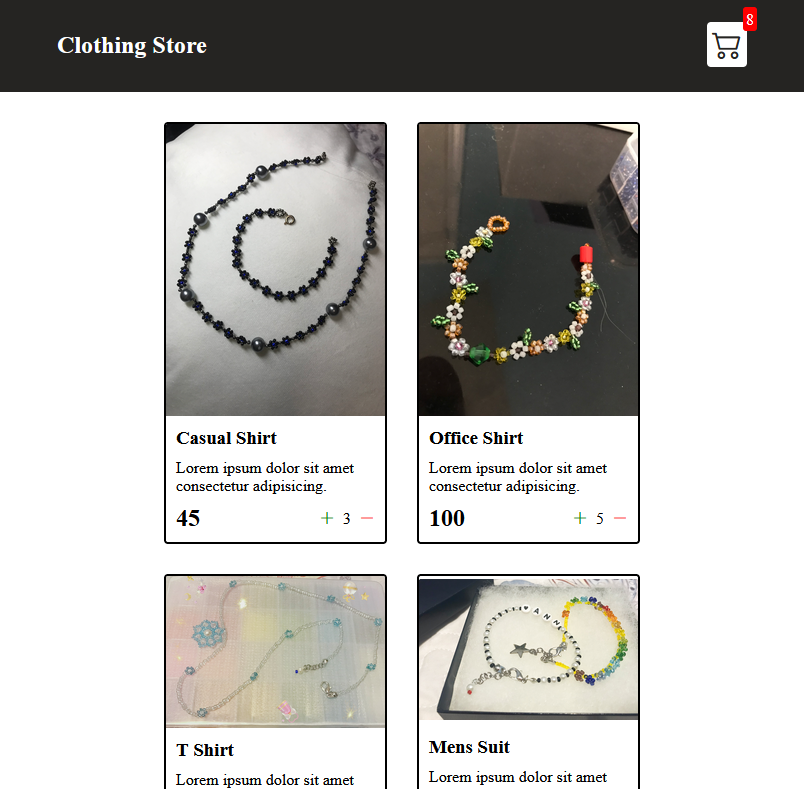 Clothing Store
8
Casual Shirt
Lorem ipsum dolor sit amet
consectetur adipisicing.
45
+ 3 −
Office Shirt
Lorem ipsum dolor sit amet
consectetur adipisicing.
100
+ 5 −
T Shirt
Lorem ipsum dolor sit amet
ANN
Mens Suit
Lorem ipsum dolor sit amet